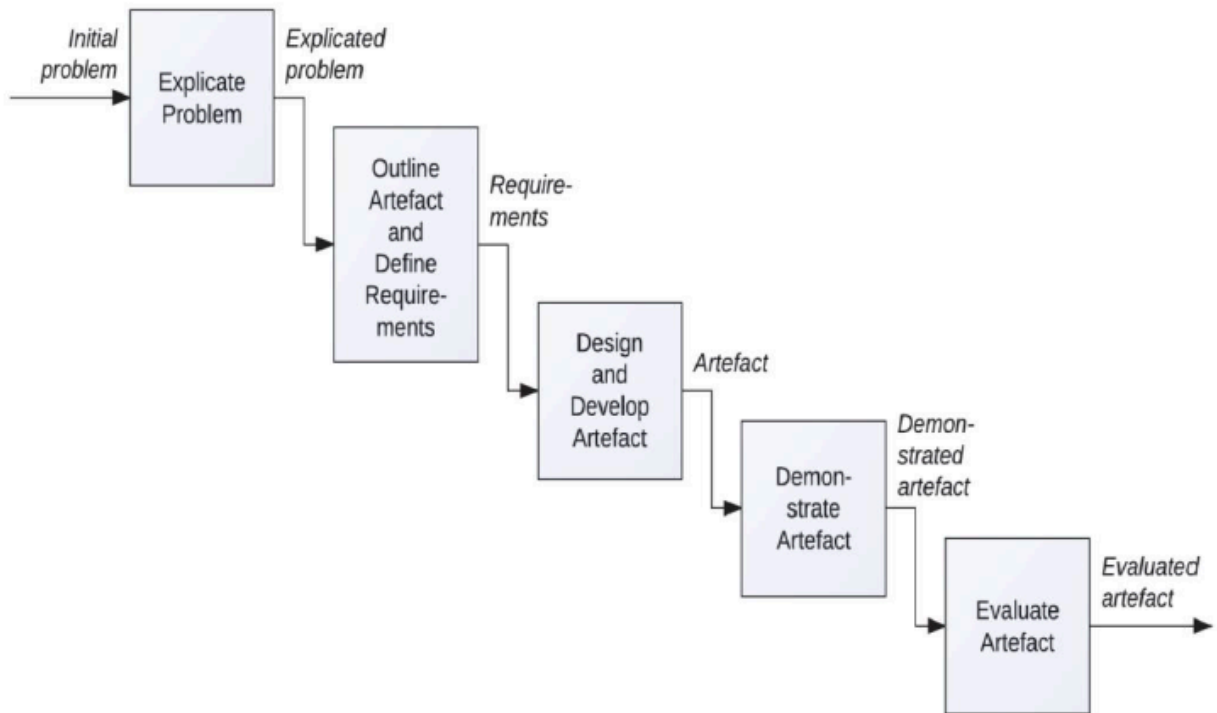 Initial
problem
Explicate
Problem
Explicated
problem
Outline
Artefact
and
Define
Require-
ments
Require-
ments
Design
and
Develop
Artefact
Artefact
Demon-
strate
Artefact
Demon-
strated
artefact
Evaluate
Artefact
Evaluated
artefact